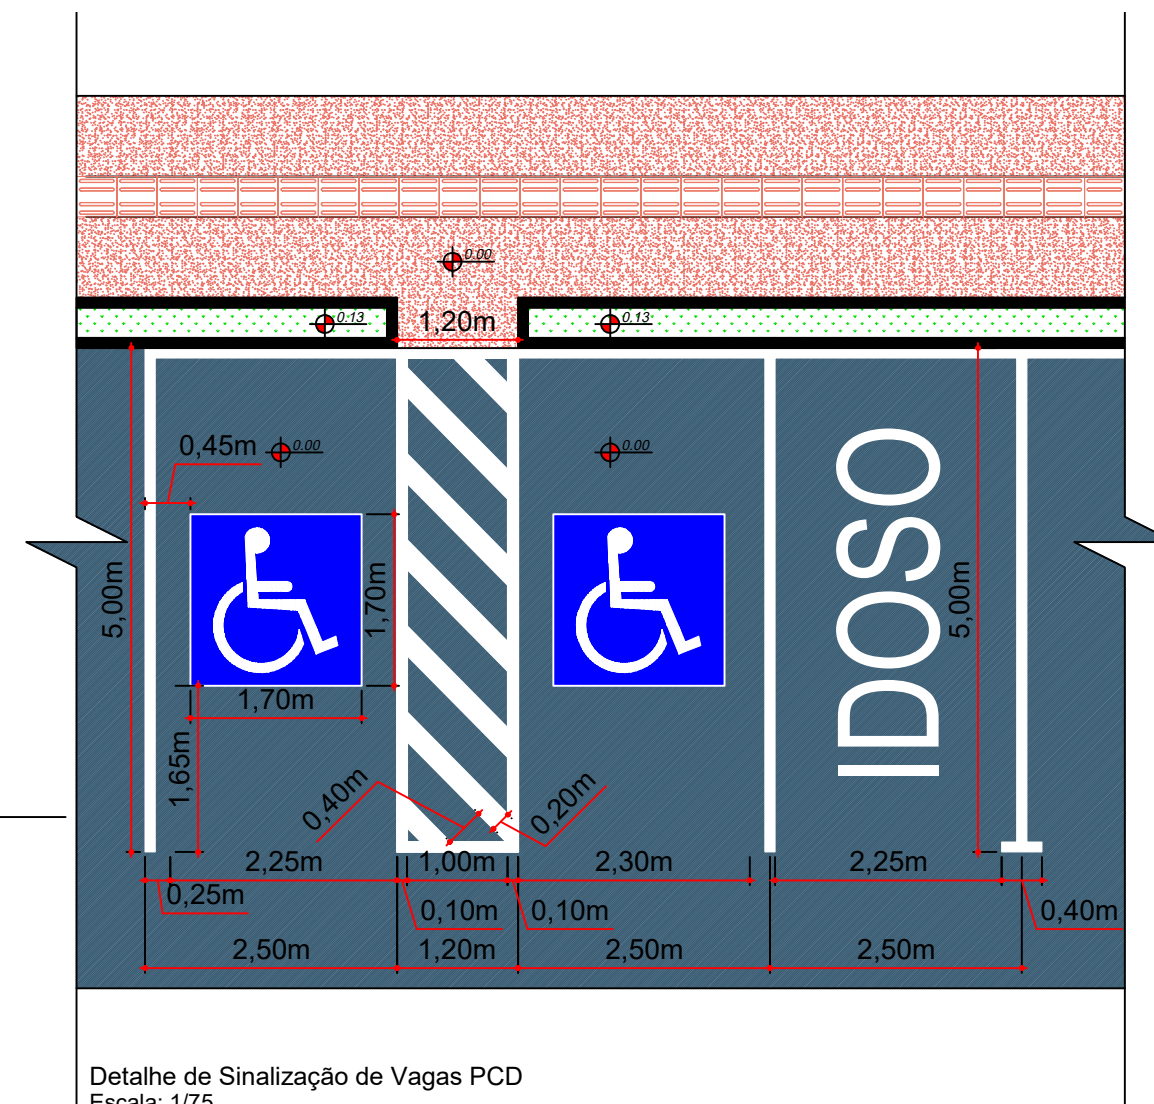 0.00
0.13
1,20m
0.13
0,45m
0.00
0.00
IDOSO
5,00m
1,70m
5,00m
1,70m
1,65m
0,40m
0,20m
2,25m
1,00m
2,30m
2,25m
0,25m
0,10m
0,10m
0,40m
2,50m
1,20m
2,50m
2,50m
Detalhe de Sinalização de Vagas PCD
Escala: 1/75